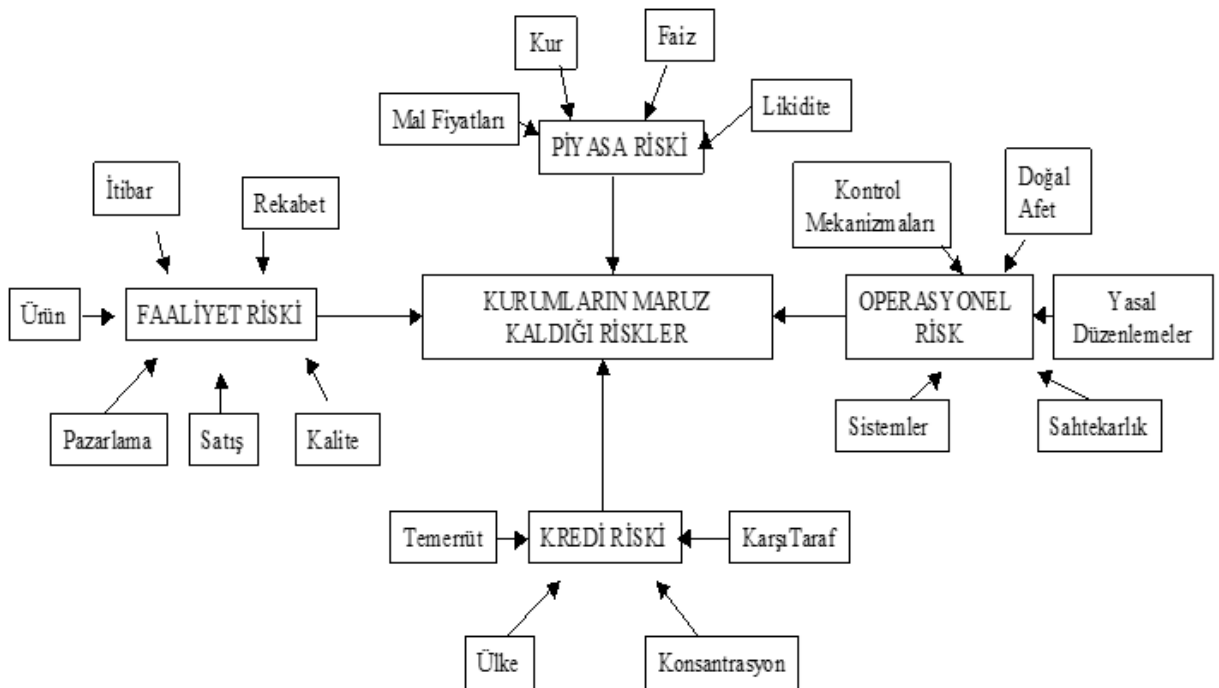 Kur
Faiz
Mal Fiyatları
Likidite
PİYASA RİSKİ
İtibar
Rekabet
Kontrol
Mekanizmaları
Doğal
Afet
Ürün
FAALİYET RİSKİ
KURUMLARIN MARUZ
KALDIĞI RİSKLER
OPERASYONEL
RİSK
Yasal
Düzenlemeler
Pazarlama
Satış
Kalite
Sistemler
Sahtekarlık
Temerrüt
KREDİ RİSKİ
Karşı Taraf
Ülke
Konsantrasyon